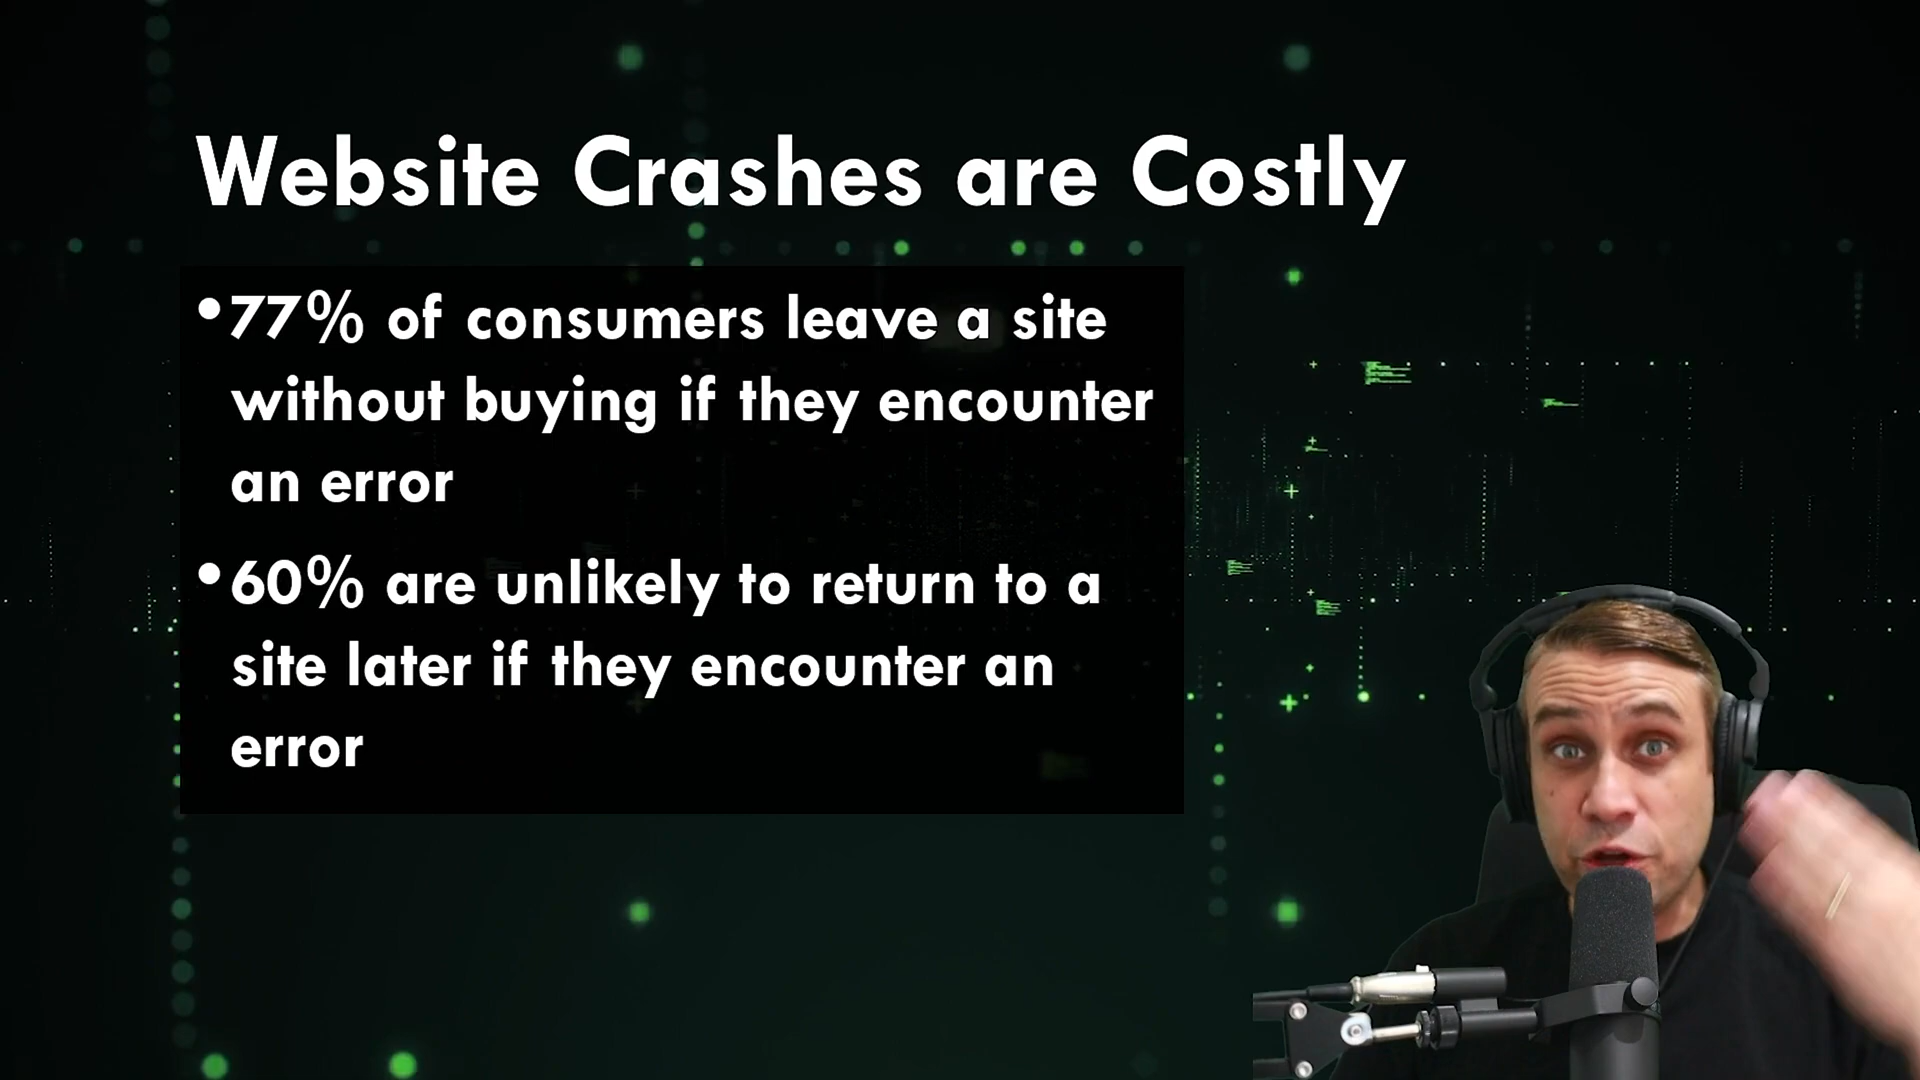 Website Crashes are Costly
•77% of consumers leave a site
without buying if they encounter
an error
•60% are unlikely to return to a
site later if they encounter an
error